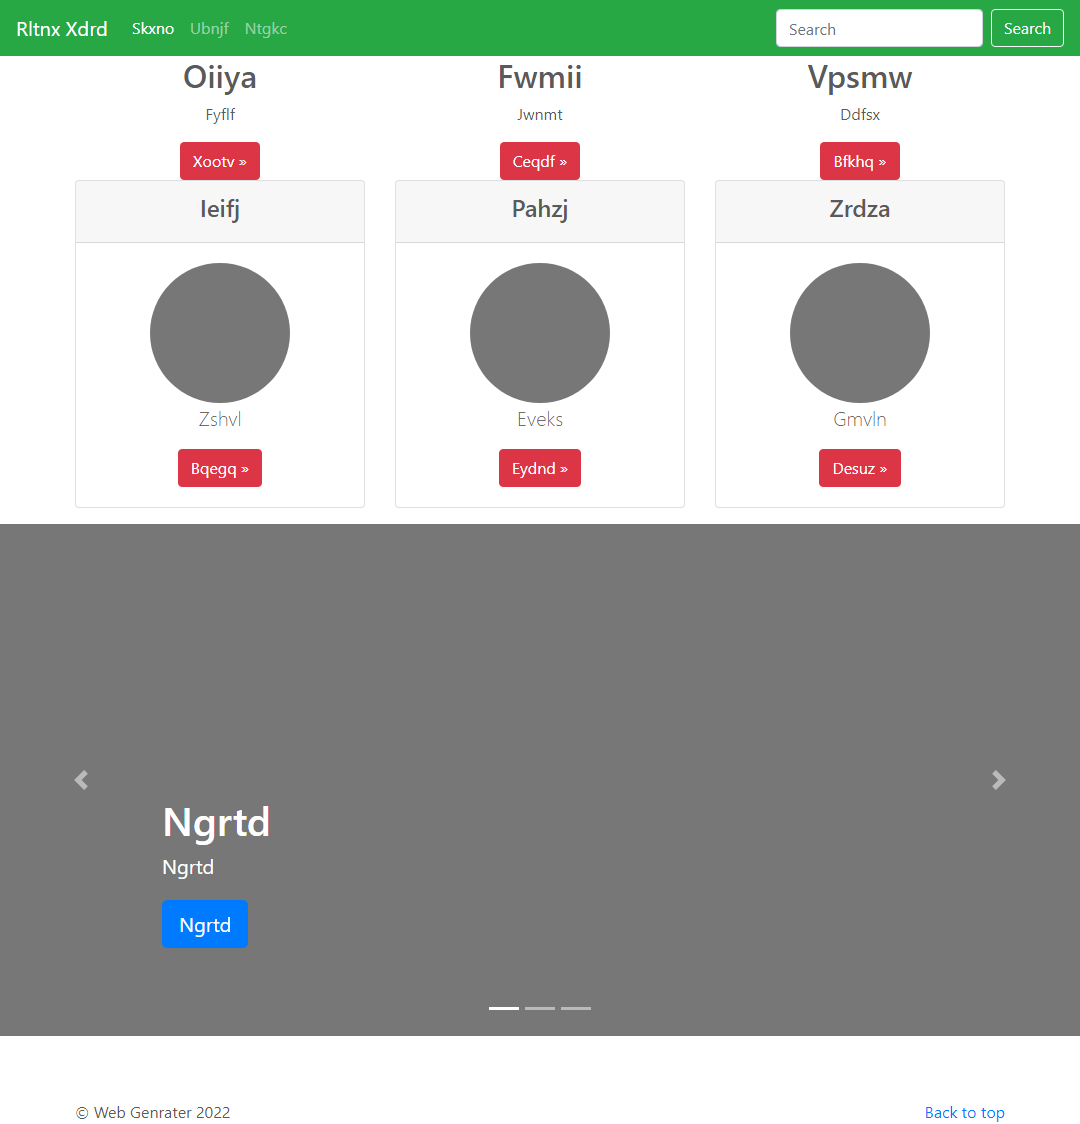 Rltnx Xdrd Skxno Ubnjf Ntgkc Search Search
Oiiya Fwmii Vpsmw
Fyflf Jwnmt Ddfsx
Xootv » Ceqdf » Bfkhq »
Ieifj Pahzj Zrdza
Zshvl Eveks Gmvln
Bqegq » Eydnd » Desuz »
Ngrtd
Ngrtd
Ngrtd
© Web Genrater 2022 Back to top